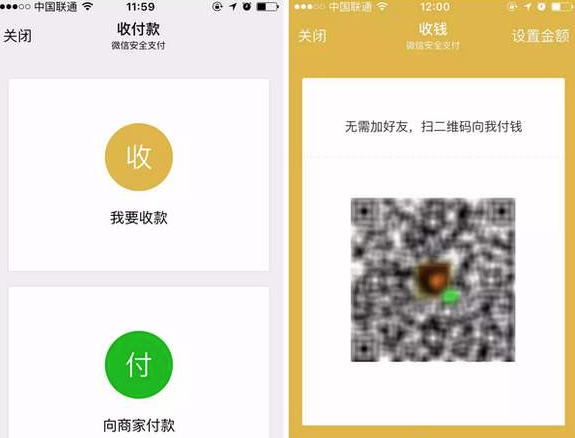 中国联通 11:59
关闭
收付款
微信安全支付
收
我要收款
付
向商家付款
中国联通 12:00
关闭
收钱
微信安全支付
设置金额
无需加好友，扫二维码向我付钱